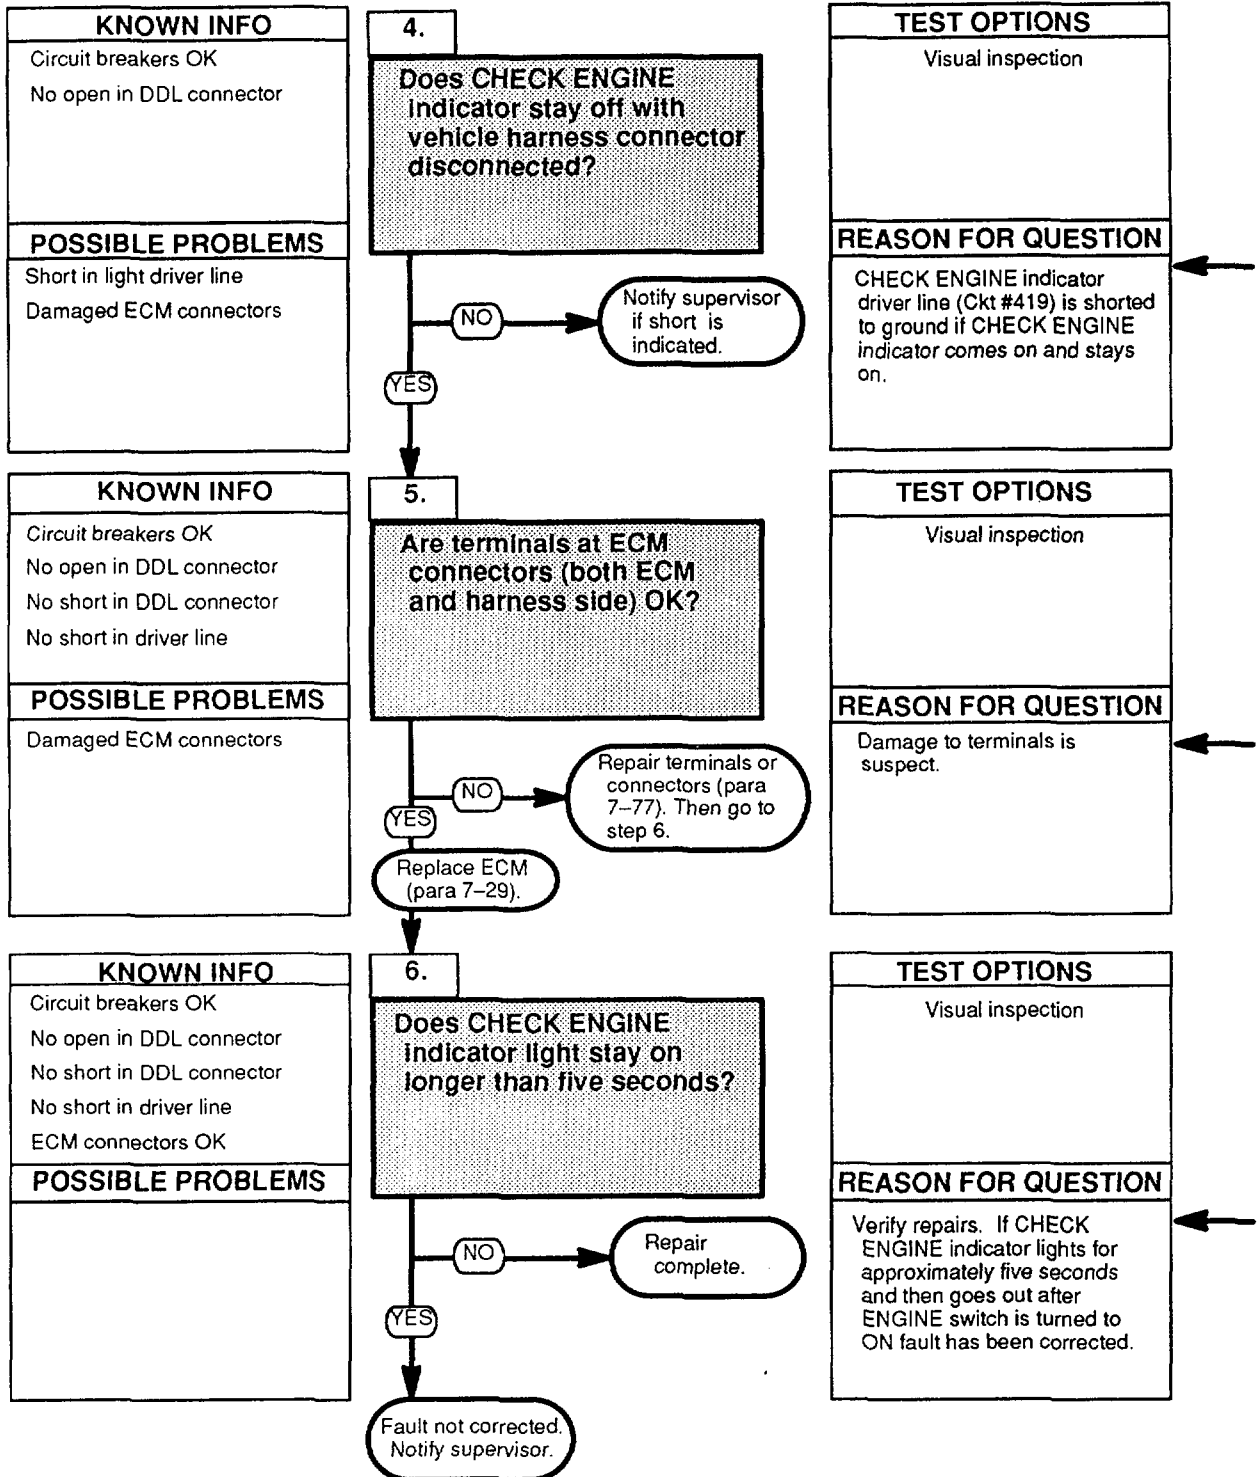 KNOWN INFO
Circuit breakers OK
No open in DDL connector
POSSIBLE PROBLEMS
Short in light driver line
Damaged ECM connectors
4.
Does CHECK ENGINE
indicator stay off with
vehicle harness connector
disconnected?
NO
Notify supervisor
if short is
indicated.
YES
TEST OPTIONS
Visual inspection
REASON FOR QUESTION
CHECK ENGINE indicator
driver line (Ckt #419) is shorted
to ground if CHECK ENGINE
indicator comes on and stays
on.
KNOWN INFO
Circuit breakers OK
No open in DDL connector
No short in DDL connector
No short in driver line
POSSIBLE PROBLEMS
Damaged ECM connectors
5.
Are terminals at ECM
connectors (both ECM
and harness side) OK?
NO
Repair terminals or
connectors (para
7–77). Then go to
step 6.
YES
Replace ECM
(para 7–29).
TEST OPTIONS
Visual inspection
REASON FOR QUESTION
Damage to terminals is
suspect.
KNOWN INFO
Circuit breakers OK
No open in DDL connector
No short in DDL connector
No short in driver line
ECM connectors OK
POSSIBLE PROBLEMS
6.
Does CHECK ENGINE
indicator light stay on
longer than five seconds?
NO
Repair
complete.
YES
Fault not corrected.
Notify supervisor.
TEST OPTIONS
Visual inspection
REASON FOR QUESTION
Verify repairs. If CHECK
ENGINE indicator lights for
approximately five seconds
and then goes out after
ENGINE switch is turned to
ON fault has been corrected.